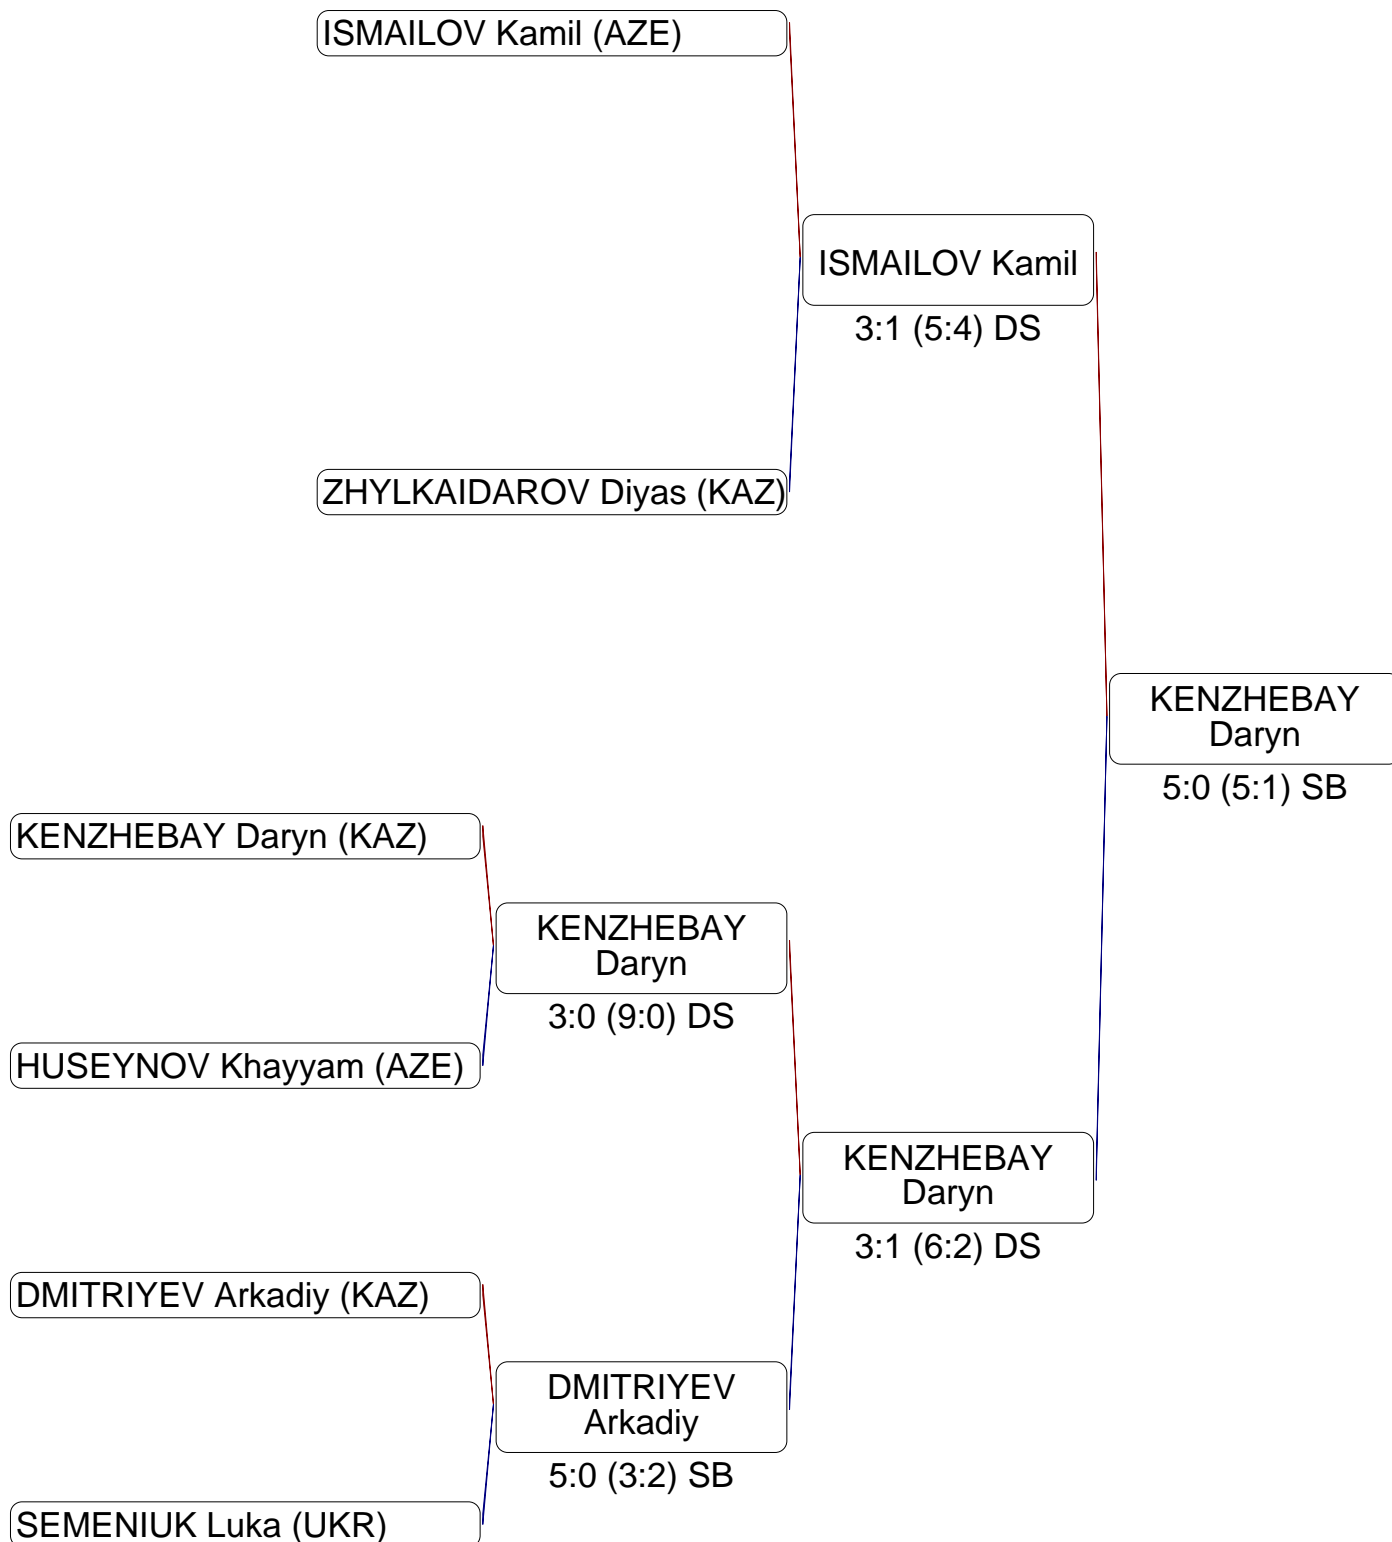 ISMAILOV Kamil (AZE)
ISMAILOV Kamil
3:1 (5:4) DS
ZHYLKAIDAROV Diyas (KAZ)
KENZHEBAY
Daryn
5:0 (5:1) SB
KENZHEBAY Daryn (KAZ)
KENZHEBAY
Daryn
3:0 (9:0) DS
HUSEYNOV Khayyam (AZE)
KENZHEBAY
Daryn
3:1 (6:2) DS
DMITRIYEV Arkadiy (KAZ)
DMITRIYEV
Arkadiy
5:0 (3:2) SB
SEMENIUK Luka (UKR)